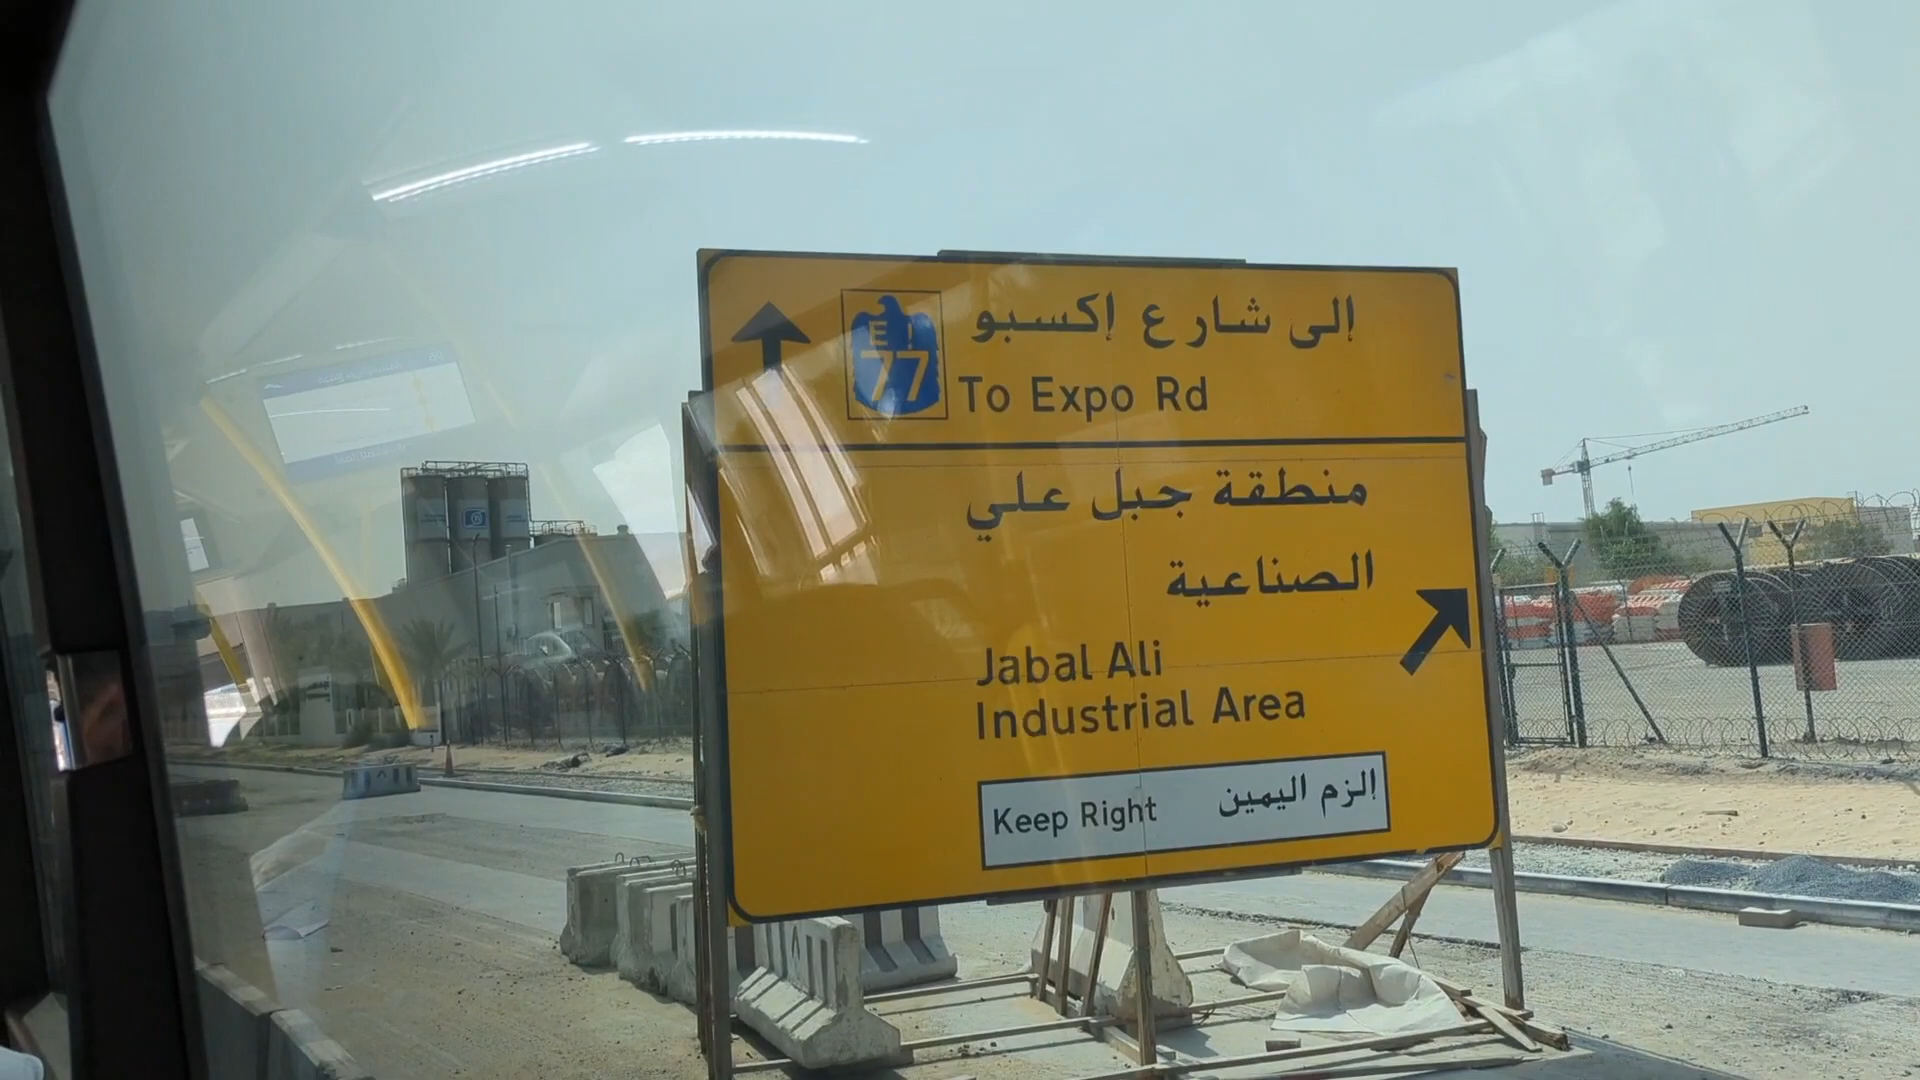 إلى شارع إكسبو
E 77
To Expo Rd
منطقة جبل علي
الصناعية
Jabal Ali
Industrial Area
Keep Right
إلزم اليمين